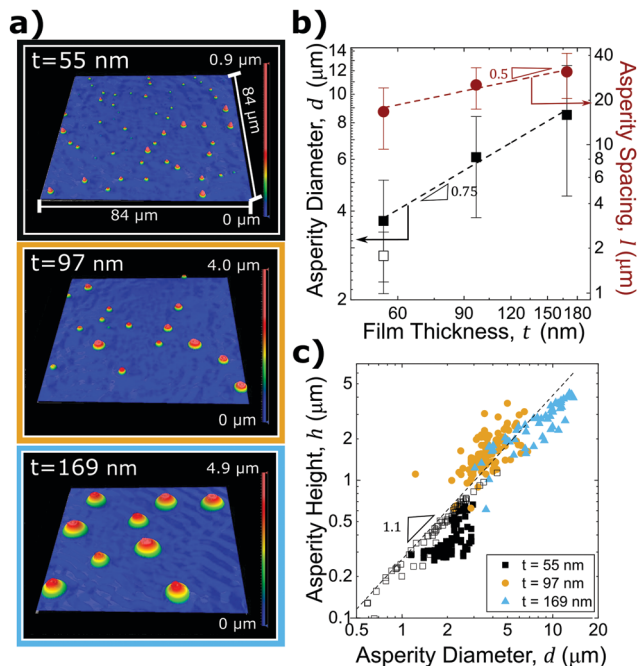 a)
t=55 nm
0.9 µm
84 µm
84 µm
0 µm
t=97 nm
4.0 µm
0 µm
t=169 nm
4.9 µm
0 µm
b)
Asperity Diameter, d (µm)
14
12
10
8
6
4
2
0.5
0.75
40
20
10
8
6
4
2
1
Asperity Spacing, l (µm)
60
90
120
150
180
Film Thickness, t (nm)
c)
Asperity Height, h (µm)
5
1
0.5
0.1
1.1
t = 55 nm
t = 97 nm
t = 169 nm
0.5
1
2
5
10
20
Asperity Diameter, d (µm)